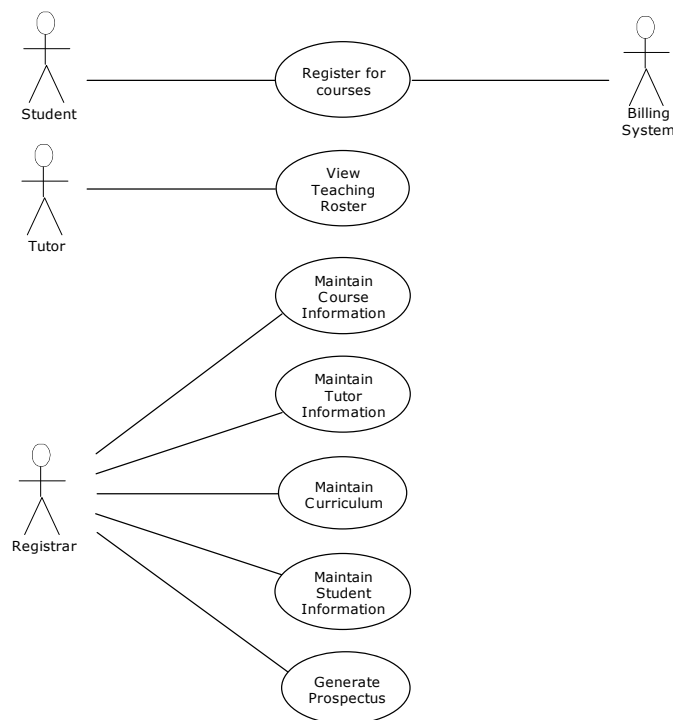 Register for
courses
Student
Billing
System
View
Teaching
Roster
Tutor
Maintain
Course
Information
Maintain
Tutor
Information
Maintain
Curriculum
Registrar
Maintain
Student
Information
Generate
Prospectus